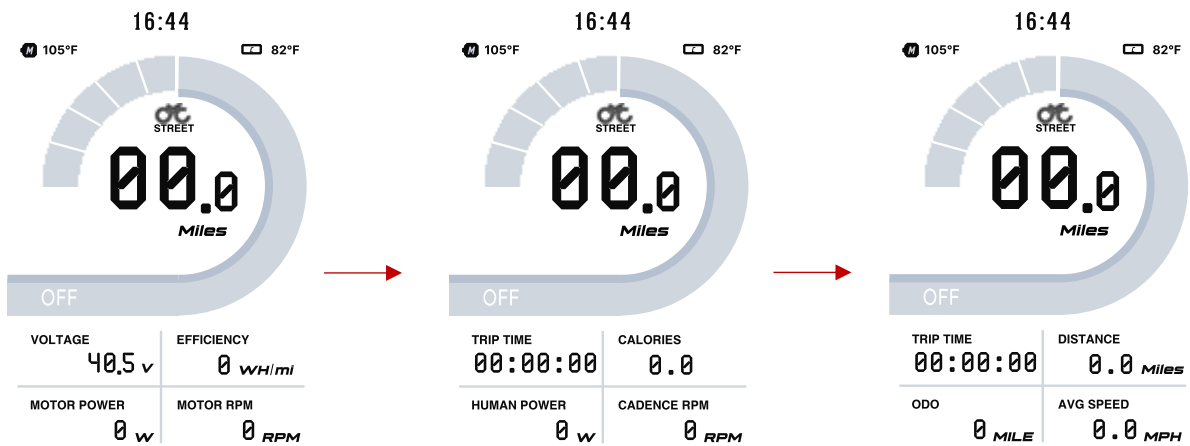 16:44
M 105°F C 82°F
STREET
00.0
Miles
OFF
VOLTAGE EFFICIENCY
40.5 V 0 WH/mi
MOTOR POWER MOTOR RPM
0 W 0 RPM
16:44
M 105°F C 82°F
STREET
00.0
Miles
OFF
TRIP TIME CALORIES
00:00:00 0.0
HUMAN POWER CADENCE RPM
0 W 0 RPM
16:44
M 105°F C 82°F
STREET
00.0
Miles
OFF
TRIP TIME DISTANCE
00:00:00 0.0 Miles
ODO AVG SPEED
0 MILE 0.0 MPH